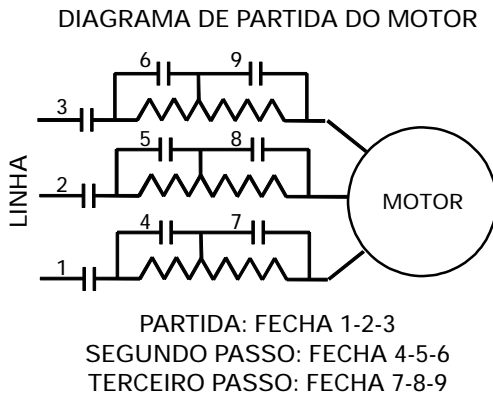 DIAGRAMA DE PARTIDA DO MOTOR
6 9
3
5 8
2
LINHA
MOTOR
4 7
1
PARTIDA: FECHA 1-2-3
SEGUNDO PASSO: FECHA 4-5-6
TERCEIRO PASSO: FECHA 7-8-9